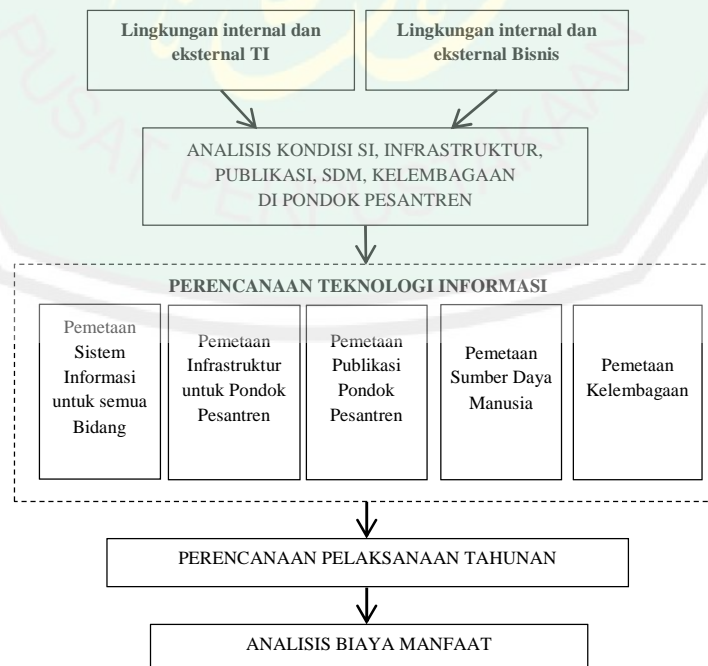 Lingkungan internal dan
eksternal TI
Lingkungan internal dan
eksternal Bisnis
ANALISIS KONDISI SI, INFRASTRUKTUR,
PUBLIKASI, SDM, KELEMBAGAAN
DI PONDOK PESANTREN
PERENCANAAN TEKNOLOGI INFORMASI
Pemetaan
Sistem
Informasi
untuk semua
Bidang
Pemetaan
Infrastruktur
untuk Pondok
Pesantren
Pemetaan
Publikasi
Pondok
Pesantren
Pemetaan
Sumber Daya
Manusia
Pemetaan
Kelembagaan
PERENCANAAN PELAKSANAAN TAHUNAN
ANALISIS BIAYA MANFAAT
PUSAT PERPUSTAKAAN